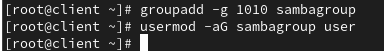 [root@client ~]# groupadd -g 1010 sambagroup
[root@client ~]# usermod -aG sambagroup user
[root@client ~]#